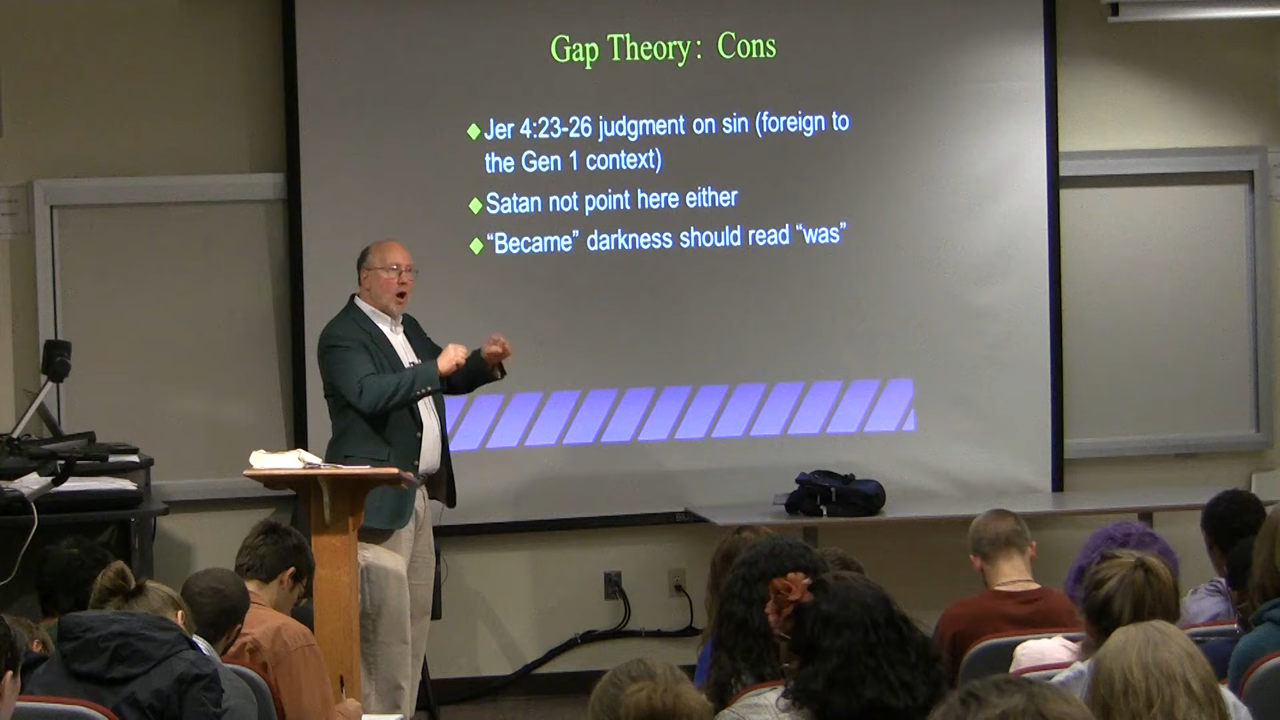 Gap Theory: Cons
Jer 4:23-26 judgment on sin (foreign to
the Gen 1 context)
Satan not point here either
“Became” darkness should read “was”